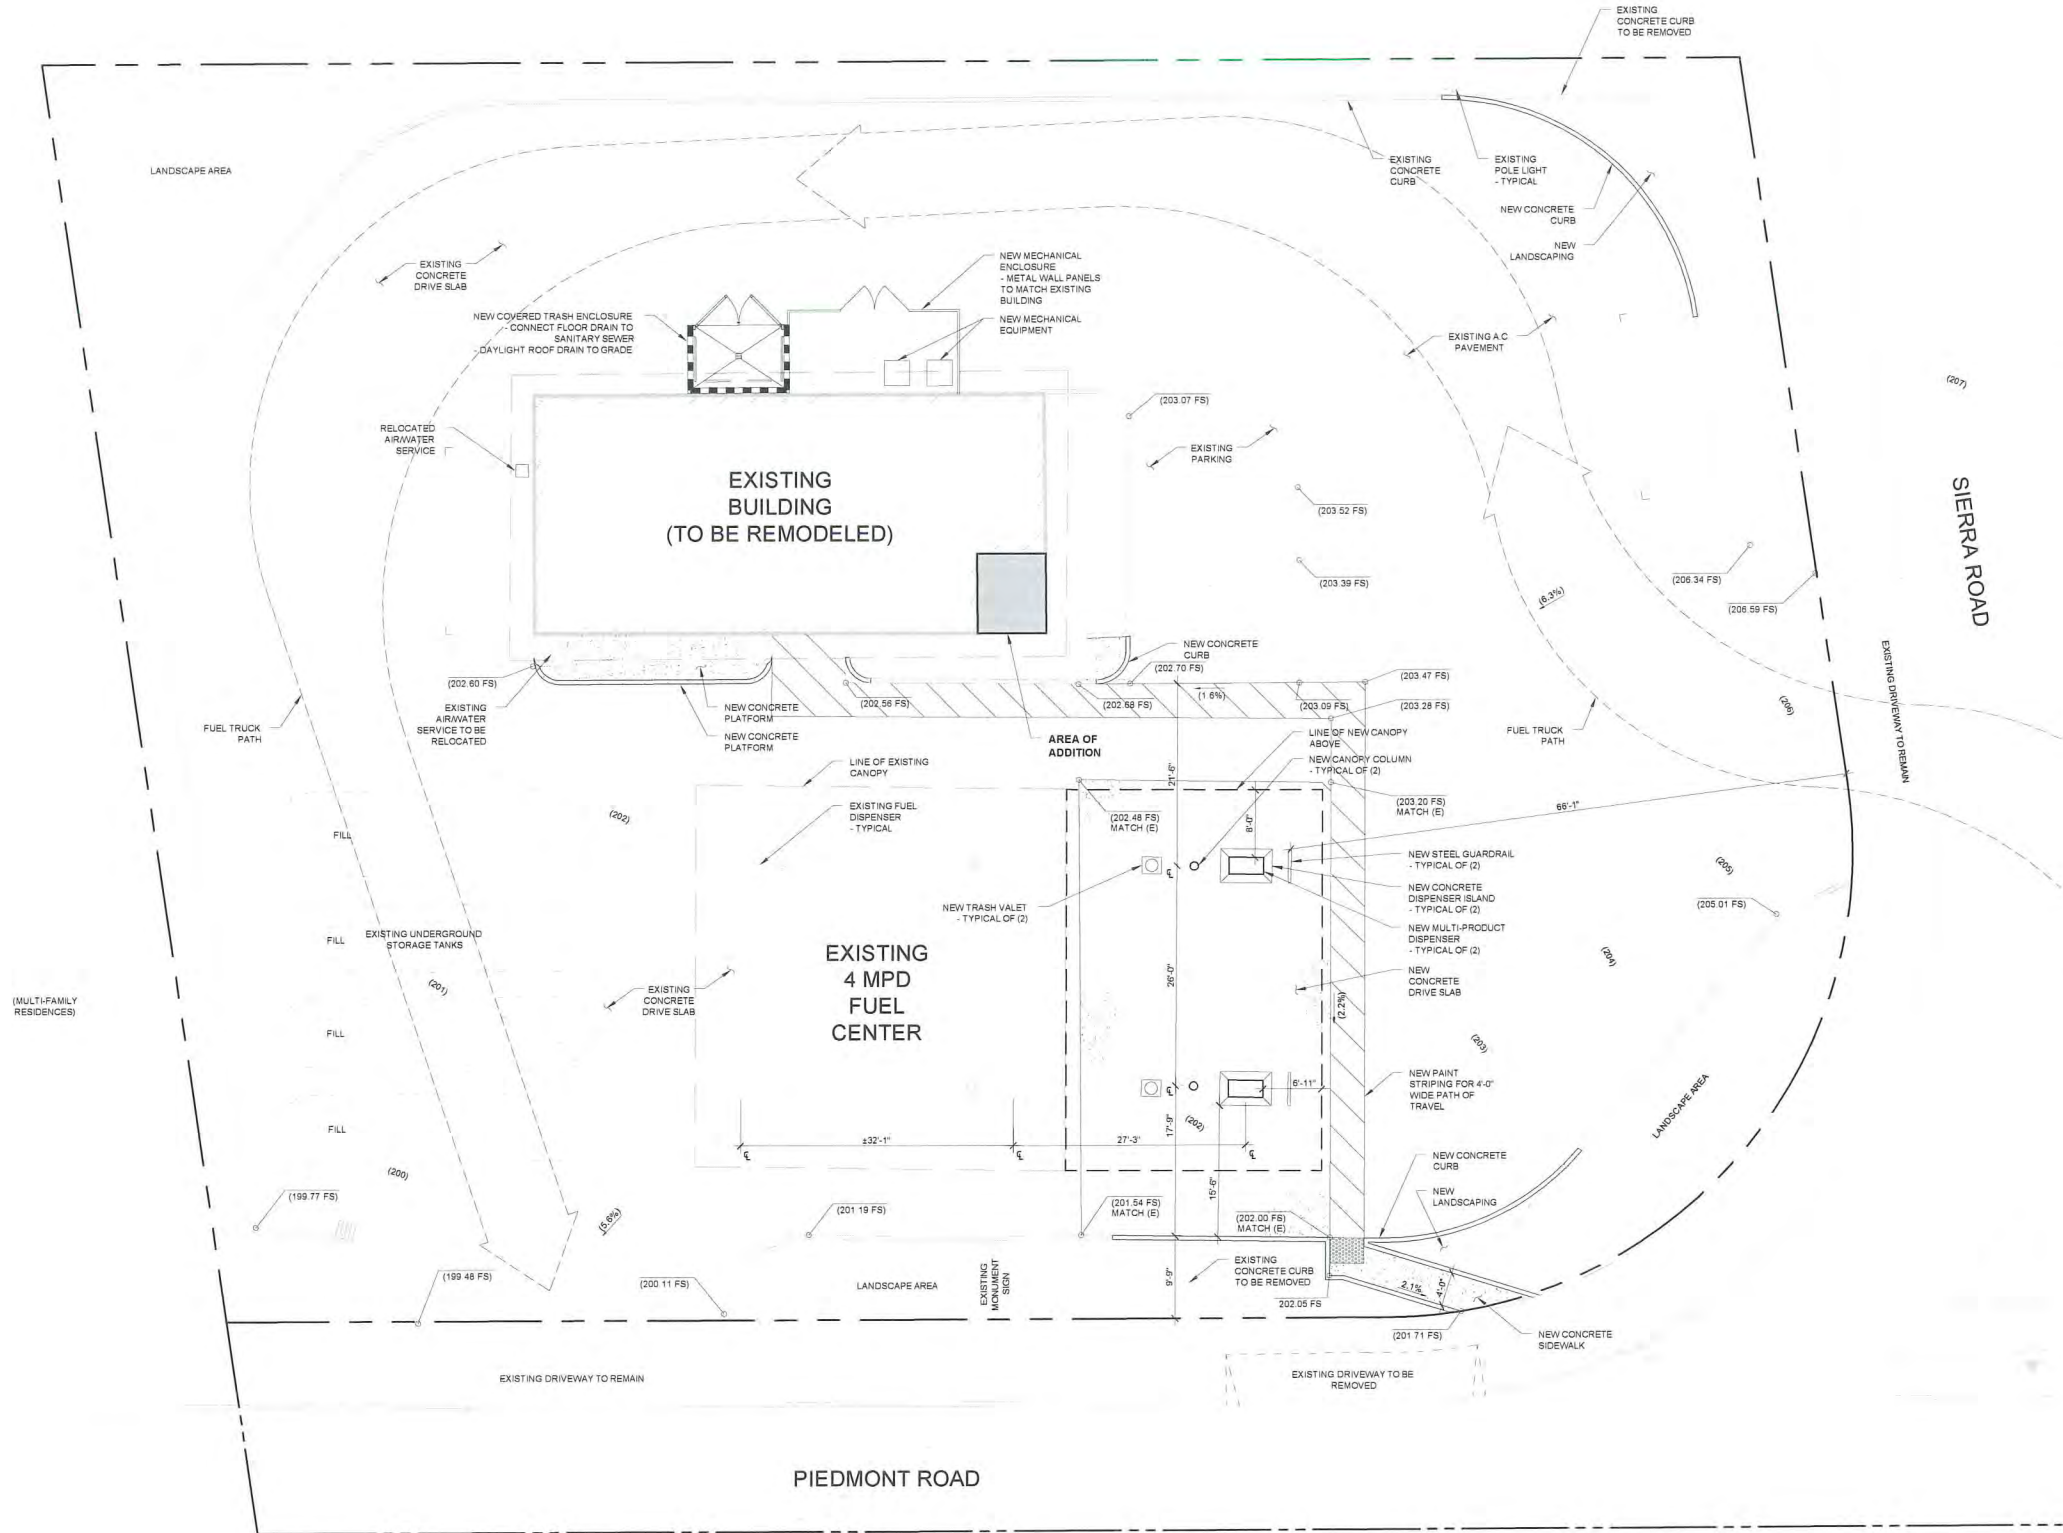 EXISTING
CONCRETE CURB
TO BE REMOVED
LANDSCAPE AREA
EXISTING
CONCRETE
CURB
EXISTING
POLE LIGHT
- TYPICAL
NEW CONCRETE
CURB
NEW
LANDSCAPING
EXISTING
CONCRETE
DRIVE SLAB
NEW MECHANICAL
ENCLOSURE
- METAL WALL PANELS
TO MATCH EXISTING
BUILDING
NEW COVERED TRASH ENCLOSURE
- CONNECT FLOOR DRAIN TO
SANITARY SEWER
- DAYLIGHT ROOF DRAIN TO GRADE
NEW MECHANICAL
EQUIPMENT
EXISTING A.C
PAVEMENT
(207)
(203.07 FS)
RELOCATED
AIR/WATER
SERVICE
EXISTING
PARKING
EXISTING
BUILDING
(TO BE REMODELED)
(203.52 FS)
SIERRA ROAD
(203.39 FS)
(206.34 FS)
(6.3%)
(206.59 FS)
NEW CONCRETE
CURB
(202.70 FS)
(202.60 FS)
(1.6%)
(203.47 FS)
(202.56 FS)
(202.68 FS)
(203.09 FS)
(203.28 FS)
EXISTING DRIVEWAY TO REMAIN
(206)
EXISTING
AIR/WATER
SERVICE TO BE
RELOCATED
NEW CONCRETE
PLATFORM
NEW CONCRETE
PLATFORM
FUEL TRUCK
PATH
AREA OF
ADDITION
LINE OF NEW CANOPY
ABOVE
FUEL TRUCK
PATH
NEW CANOPY COLUMN
- TYPICAL OF (2)
LINE OF EXISTING
CANOPY
21'-6"
EXISTING FUEL
DISPENSER
- TYPICAL
(202.48 FS)
MATCH (E)
(203.20 FS)
MATCH (E)
66'-1"
(202)
FILL
6'-0"
NEW STEEL GUARDRAIL
- TYPICAL OF (2)
(205)
NEW CONCRETE
DISPENSER ISLAND
- TYPICAL OF (2)
NEW TRASH VALET
- TYPICAL OF (2)
(205.01 FS)
NEW MULTI-PRODUCT
DISPENSER
- TYPICAL OF (2)
FILL
EXISTING UNDERGROUND
STORAGE TANKS
EXISTING
4 MPD
FUEL
CENTER
(204)
26'-0"
NEW
CONCRETE
DRIVE SLAB
(201)
EXISTING
CONCRETE
DRIVE SLAB
(MULTI-FAMILY
RESIDENCES)
(2.2%)
FILL
(203)
NEW PAINT
STRIPING FOR 4'-0"
WIDE PATH OF
TRAVEL
6'-11"
LANDSCAPE AREA
FILL
17'-9"
(202)
±32'-1"
27'-3"
NEW CONCRETE
CURB
(200)
15'-6"
NEW
LANDSCAPING
(199.77 FS)
(201.19 FS)
(201.54 FS)
MATCH (E)
(202.00 FS)
MATCH (E)
(5.6%)
(199.48 FS)
(200.11 FS)
LANDSCAPE AREA
EXISTING
MONUMENT
SIGN
9'-9"
EXISTING
CONCRETE CURB
TO BE REMOVED
2.1%
4'-0"
202.05 FS
(201.71 FS)
NEW CONCRETE
SIDEWALK
EXISTING DRIVEWAY TO REMAIN
EXISTING DRIVEWAY TO BE
REMOVED
PIEDMONT ROAD